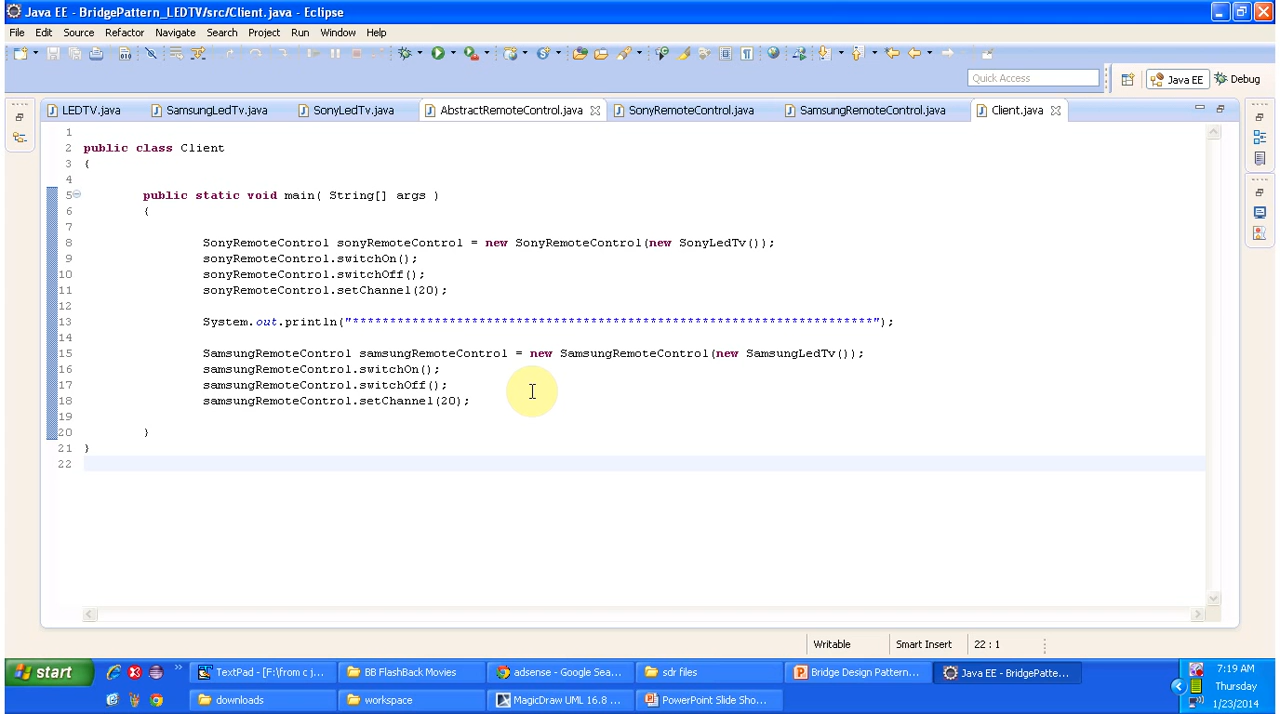 Java EE - BridgePattern_LEDTV/src/Client.java - Eclipse
File Edit Source Refactor Navigate Search Project Run Window Help
Quick Access
Java EE
Debug
LEDTV.java SamsungLedTv.java SonyLedTv.java AbstractRemoteControl.java SonyRemoteControl.java SamsungRemoteControl.java Client.java
1
2 public class Client
3 {
4
5 public static void main( String[] args )
6 {
7
8 SonyRemoteControl sonyRemoteControl = new SonyRemoteControl(new SonyLedTv());
9 sonyRemoteControl.switchOn();
10 sonyRemoteControl.switchOff();
11 sonyRemoteControl.setChannel(20);
12
13 System.out.println("**********************************************************************");
14
15 SamsungRemoteControl samsungRemoteControl = new SamsungRemoteControl(new SamsungLedTv());
16 samsungRemoteControl.switchOn();
17 samsungRemoteControl.switchOff();
18 samsungRemoteControl.setChannel(20);
19
20 }
21 }
22
Writable Smart Insert 22 : 1
start
TextPad - [F:\from c j... BB FlashBack Movies adsense - Google Sea... sdr files Bridge Design Pattern... Java EE - BridgePatte...
downloads workspace MagicDraw UML 16.8 ... PowerPoint Slide Sho...
7:19 AM
Thursday
1/23/2014